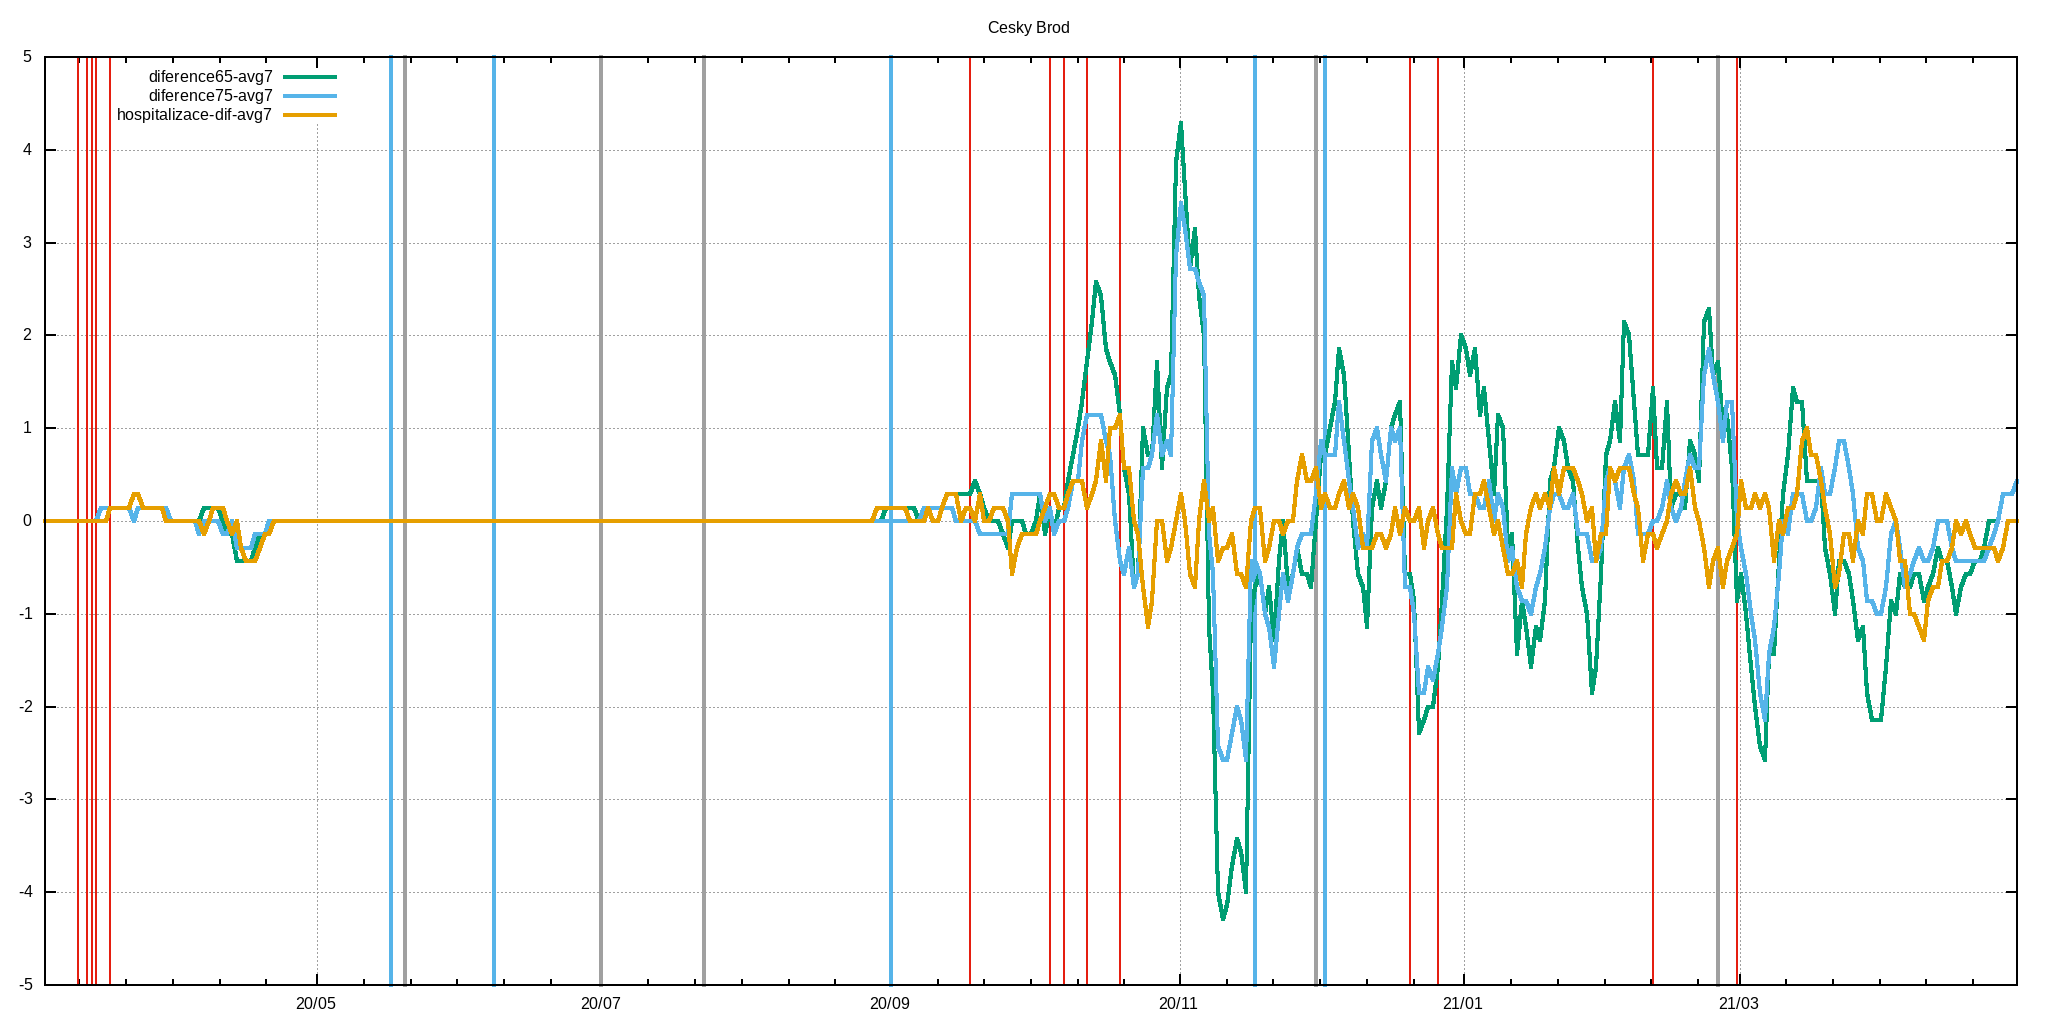 Cesky Brod
diference65-avg7
diference75-avg7
hospitalizace-dif-avg7
5
4
3
2
1
0
-1
-2
-3
-4
-5
20/05 20/07 20/09 20/11 21/01 21/03